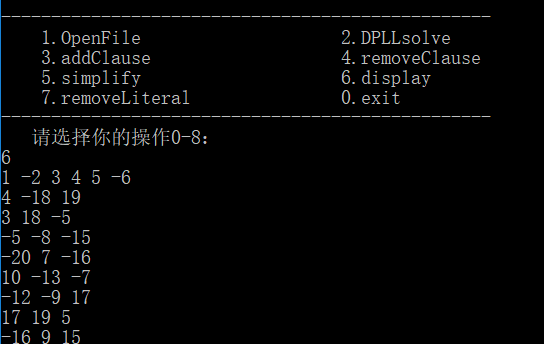 --------------------------------------------------
1.OpenFile 2.DPLLsolve
3.addClause 4.removeClause
5.simplify 6.display
7.removeLiteral 0.exit
--------------------------------------------------
请选择你的操作0-8:
6
1 -2 3 4 5 -6
4 -18 19
3 18 -5
-5 -8 -15
-20 7 -16
10 -13 -7
-12 -9 17
17 19 5
-16 9 15